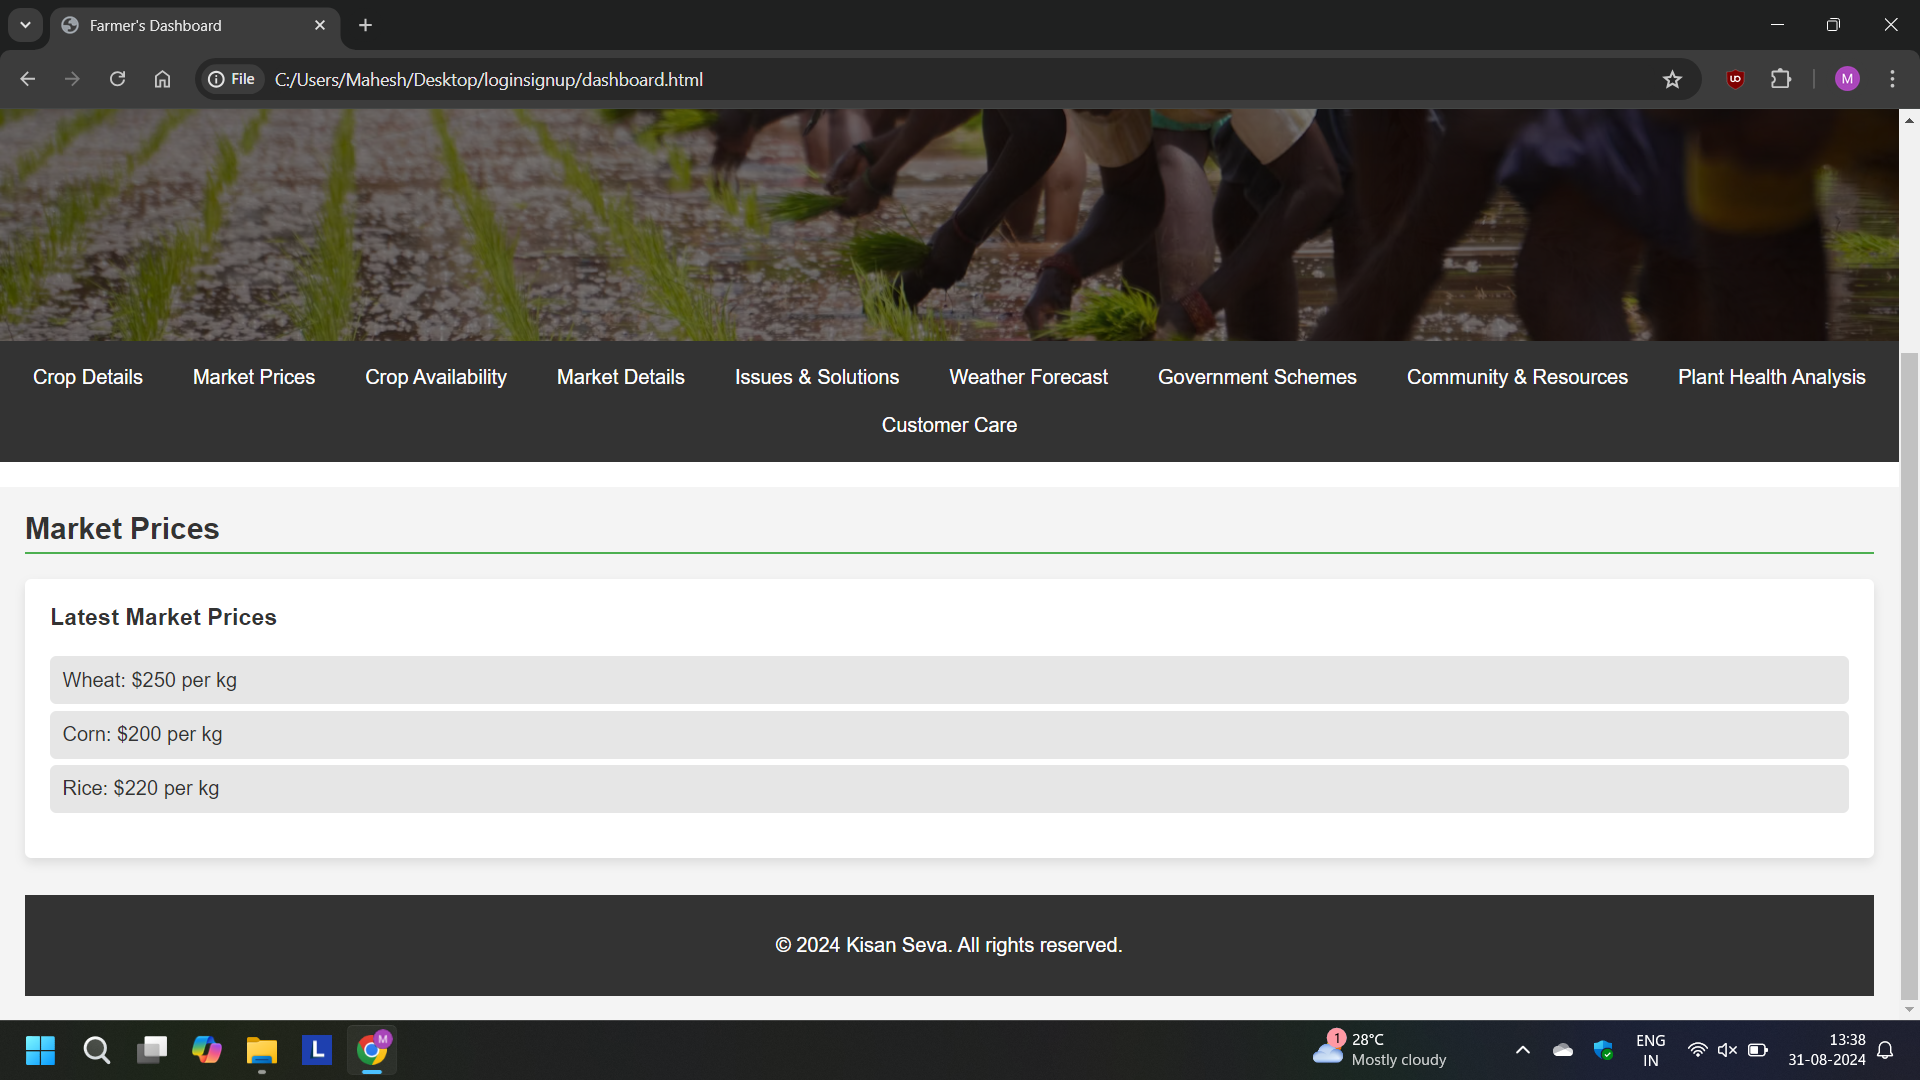 Farmer's Dashboard
File
C:/Users/Mahesh/Desktop/loginsignup/dashboard.html
M
Crop Details Market Prices Crop Availability Market Details Issues & Solutions Weather Forecast Government Schemes Community & Resources Plant Health Analysis
Customer Care
Market Prices
Latest Market Prices
Wheat: $250 per kg
Corn: $200 per kg
Rice: $220 per kg
© 2024 Kisan Seva. All rights reserved.
L
M
1
28°C
Mostly cloudy
ENG
IN
13:38
31-08-2024